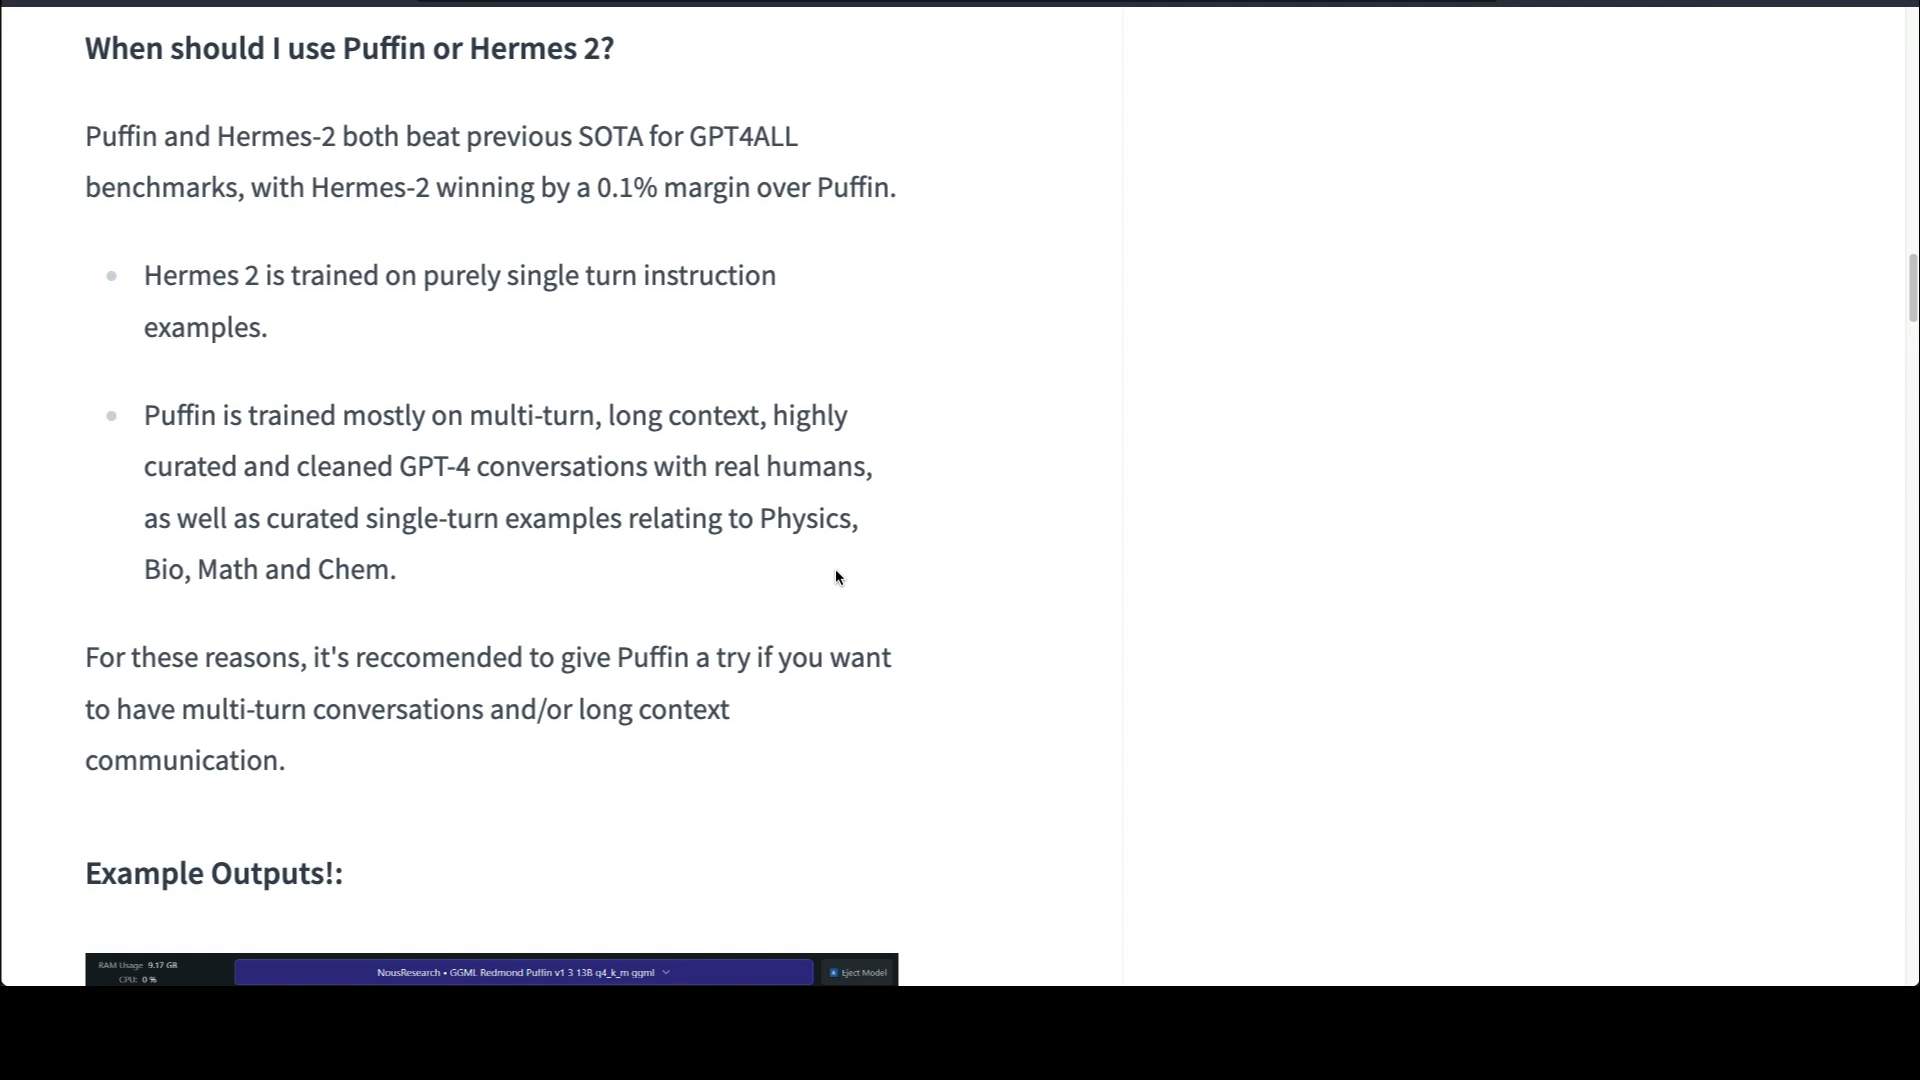 When should I use Puffin or Hermes 2?
Puffin and Hermes-2 both beat previous SOTA for GPT4ALL
benchmarks, with Hermes-2 winning by a 0.1% margin over Puffin.
Hermes 2 is trained on purely single turn instruction
examples.
Puffin is trained mostly on multi-turn, long context, highly
curated and cleaned GPT-4 conversations with real humans,
as well as curated single-turn examples relating to Physics,
Bio, Math and Chem.
For these reasons, it's reccomended to give Puffin a try if you want
to have multi-turn conversations and/or long context
communication.
Example Outputs!:
RAM Usage 9.17 GB
CPU: 0 %
NousResearch • GGML Redmond Puffin v1 3 13B q4_k_m ggml
Eject Model